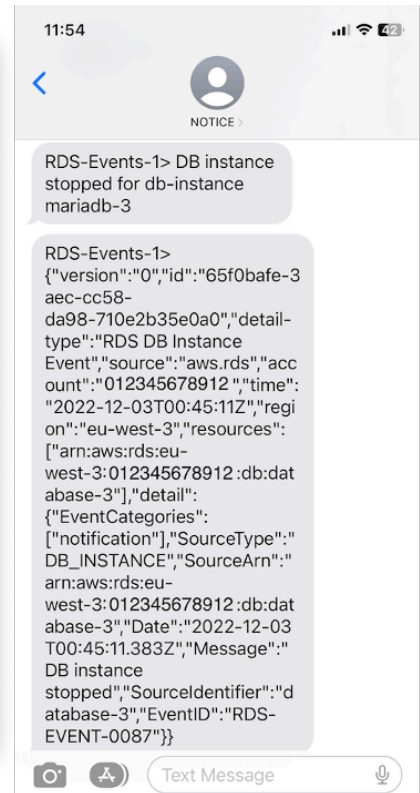 11:54
42
NOTICE >
RDS-Events-1> DB instance
stopped for db-instance
mariadb-3
RDS-Events-1>
{"version":"0","id":"65f0bafe-3
aec-cc58-
da98-710e2b35e0a0","detail-
type":"RDS DB Instance
Event","source":"aws.rds","acc
ount":"012345678912","time":
"2022-12-03T00:45:11Z","regi
on":"eu-west-3","resources":
["arn:aws:rds:eu-
west-3:012345678912:db:dat
abase-3"],"detail":
{"EventCategories":
["notification"],"SourceType":"
DB_INSTANCE","SourceArn":"
arn:aws:rds:eu-
west-3:012345678912:db:dat
abase-3","Date":"2022-12-03
T00:45:11.383Z","Message":"
DB instance
stopped","SourceIdentifier":"d
atabase-3","EventID":"RDS-
EVENT-0087"}}
Text Message